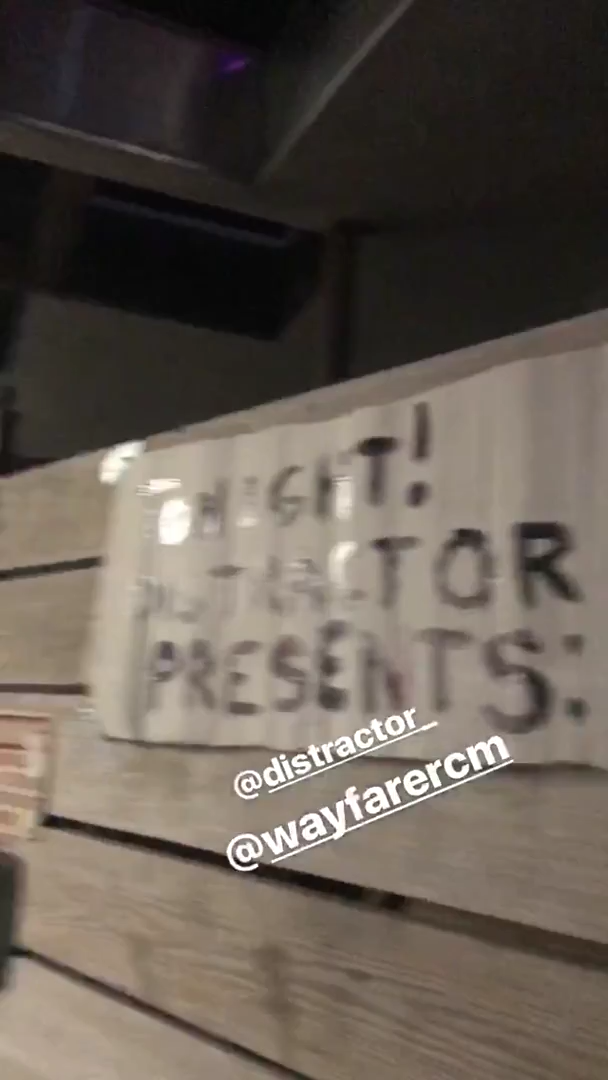 NIGHT!
DISTRACTOR
PRESENTS:
@distractor_
@wayfarercm